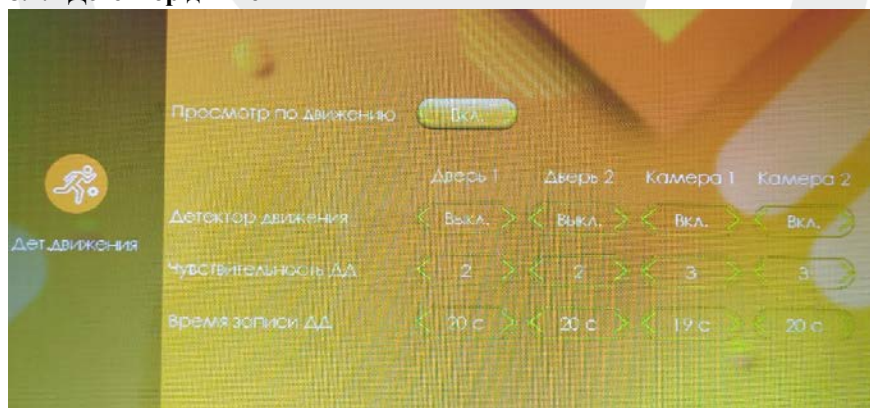 Просмотр по движению Вкл.
Дверь 1 Дверь 2 Камера 1 Камера 2
Детектор движения Выкл. Выкл. Вкл. Вкл.
Дет.движения
Чувствительность ДД 2 2 3 3
Время записи ДД 20 с 20 с 19 с 20 с